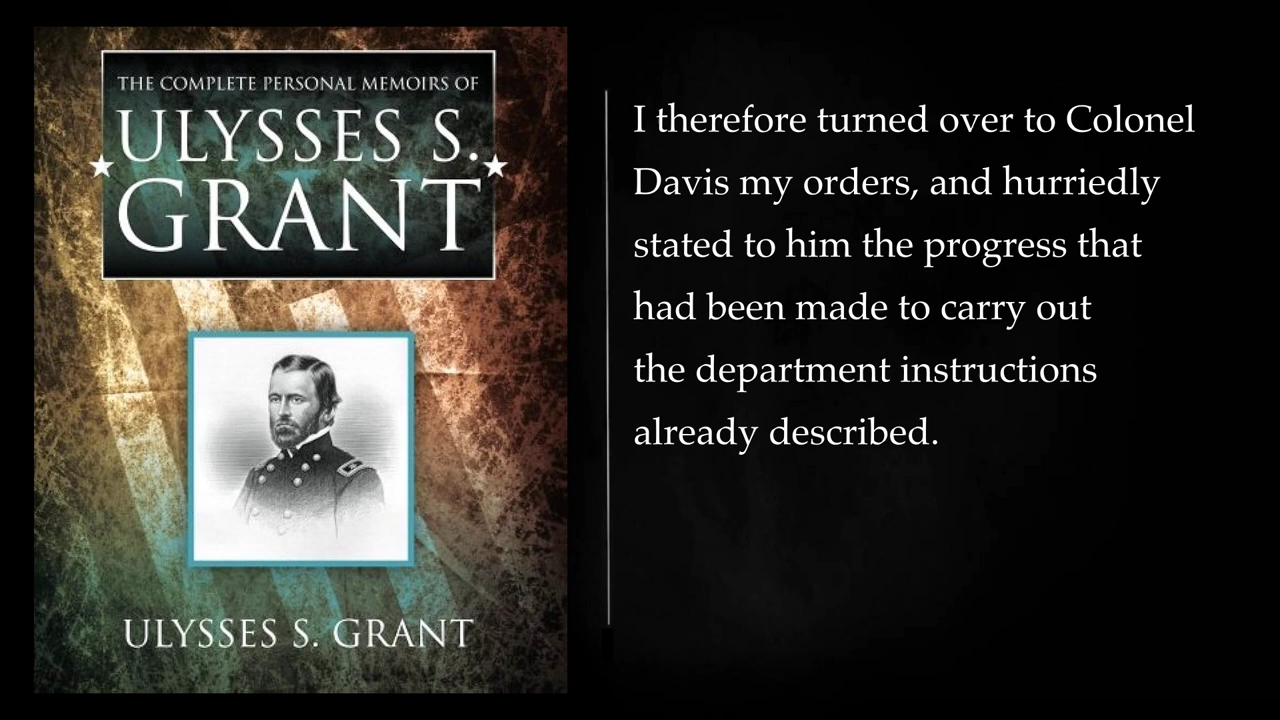 THE COMPLETE PERSONAL MEMOIRS OF
ULYSSES S.
GRANT
ULYSSES S. GRANT
I therefore turned over to Colonel
Davis my orders, and hurriedly
stated to him the progress that
had been made to carry out
the department instructions
already described.